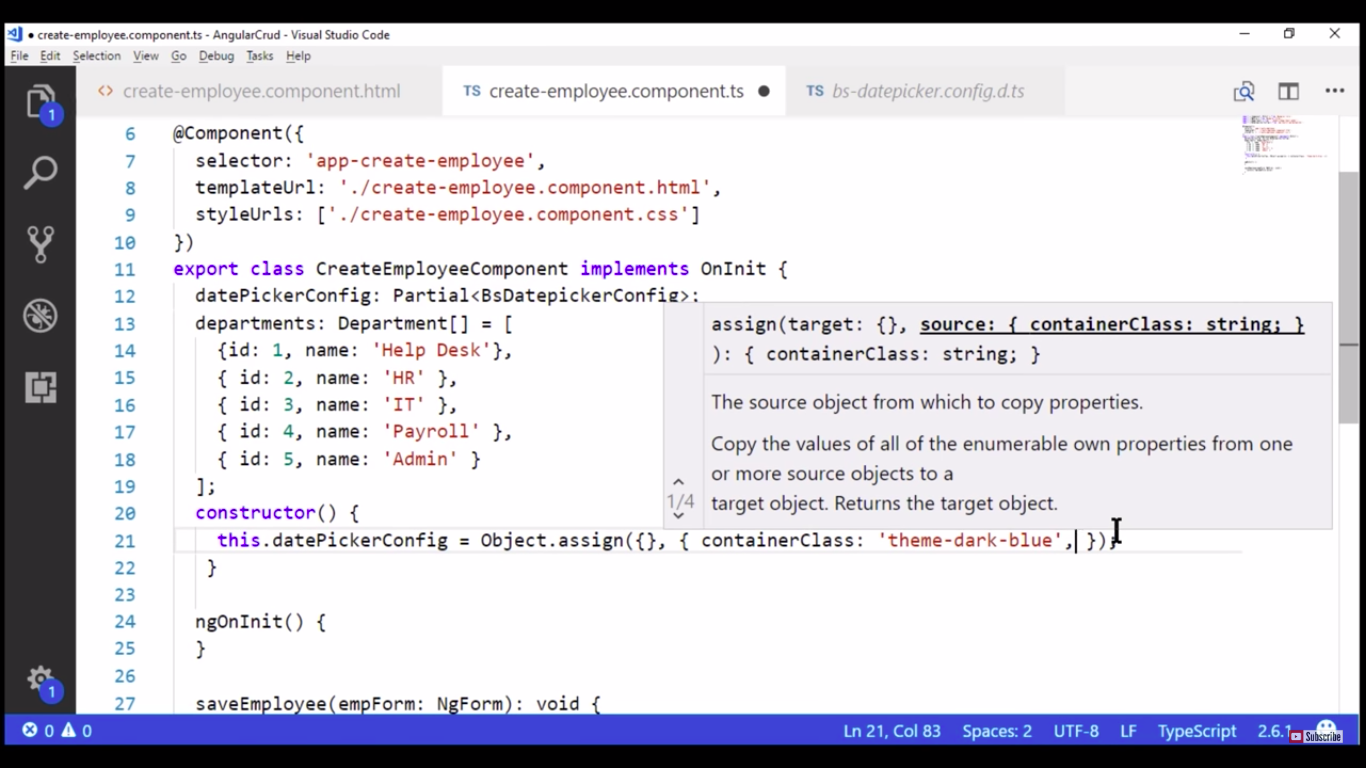 create-employee.component.ts - AngularCrud - Visual Studio Code
File Edit Selection View Go Debug Tasks Help
create-employee.component.html TS create-employee.component.ts TS bs-datepicker.config.d.ts
6 @Component({
7 selector: 'app-create-employee',
8 templateUrl: './create-employee.component.html',
9 styleUrls: ['./create-employee.component.css']
10 })
11 export class CreateEmployeeComponent implements OnInit {
12 datePickerConfig: Partial<BsDatepickerConfig>;
13 departments: Department[] = [
14 {id: 1, name: 'Help Desk'},
15 { id: 2, name: 'HR' },
16 { id: 3, name: 'IT' },
17 { id: 4, name: 'Payroll' },
18 { id: 5, name: 'Admin' }
19 ];
20 constructor() {
21 this.datePickerConfig = Object.assign({}, { containerClass: 'theme-dark-blue', });
22 }
23
24 ngOnInit() {
25 }
26
27 saveEmployee(empForm: NgForm): void {
assign(target: {}, source: { containerClass: string; }
): { containerClass: string; }
The source object from which to copy properties.
Copy the values of all of the enumerable own properties from one
or more source objects to a
target object. Returns the target object.
1/4
1
1
0 0 Ln 21, Col 83 Spaces: 2 UTF-8 LF TypeScript 2.6.1
Subscribe